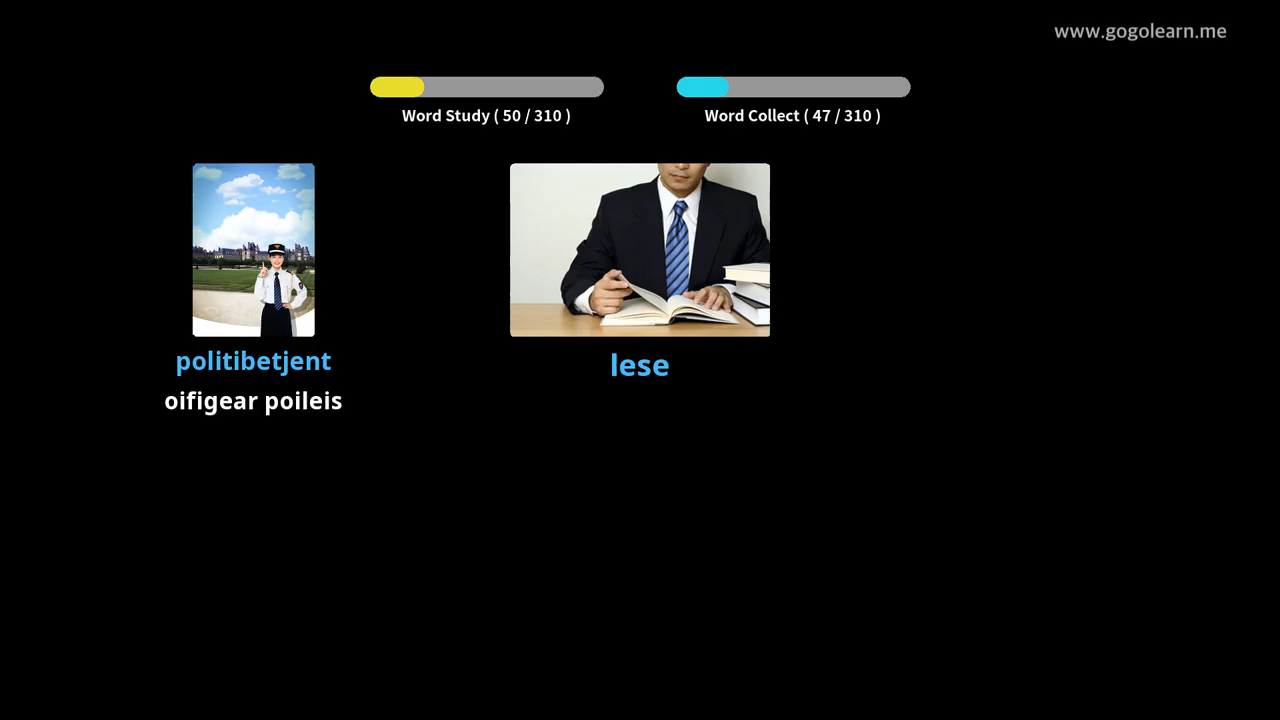 www.gogolearn.me
Word Study ( 50 / 310 )
Word Collect ( 47 / 310 )
politibetjent
oifigear poileis
lese